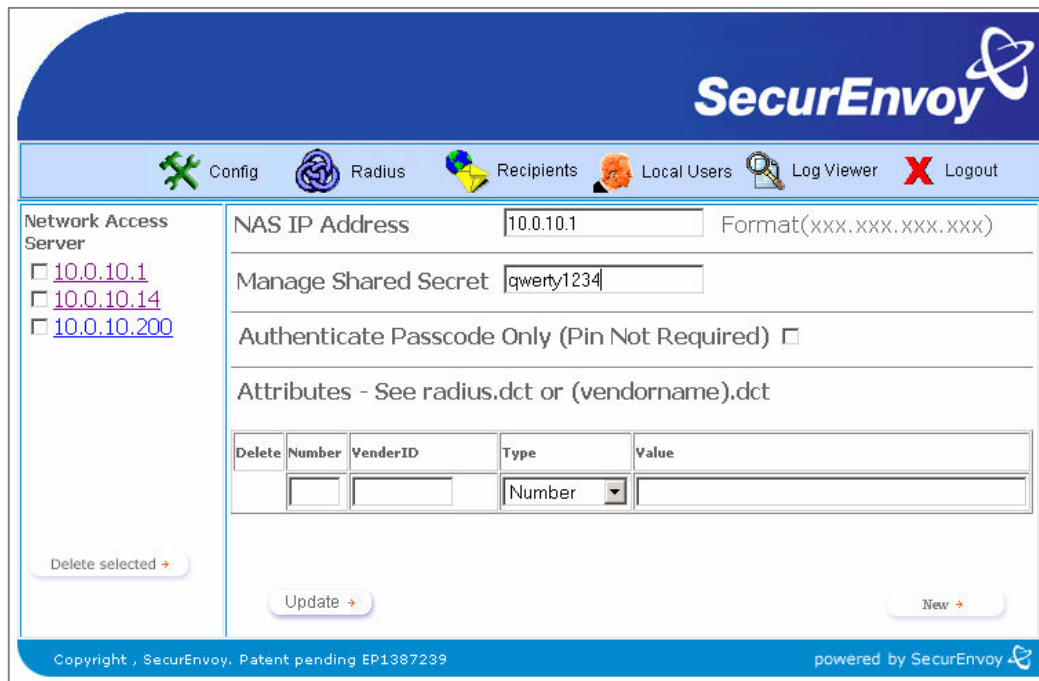 SecurEnvoy
Config Radius Recipients Local Users Log Viewer Logout
Network Access
Server
10.0.10.1
10.0.10.14
10.0.10.200
Delete selected
NAS IP Address 10.0.10.1 Format(xxx.xxx.xxx.xxx)
Manage Shared Secret qwerty1234
Authenticate Passcode Only (Pin Not Required)
Attributes - See radius.dct or (vendorname).dct
Delete Number VenderID Type Value
Number
Update New
Copyright , SecurEnvoy. Patent pending EP1387239 powered by SecurEnvoy